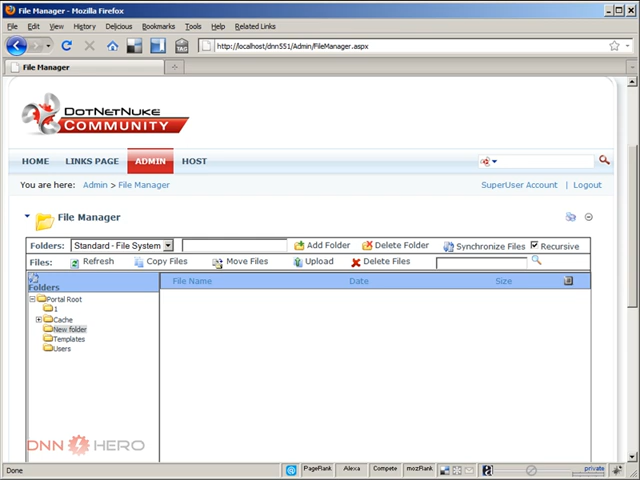 File Manager - Mozilla Firefox
File Edit View History Delicious Bookmarks Tools Help Related Links
TAG http://localhost/dnn551/Admin/FileManager.aspx
File Manager
DOTNETNUKE
COMMUNITY
HOME LINKS PAGE ADMIN HOST
You are here: Admin > File Manager SuperUser Account | Logout
File Manager
Folders: Standard - File System Add Folder Delete Folder Synchronize Files Recursive
Files: Refresh Copy Files Move Files Upload Delete Files
Folders File Name Date Size
Portal Root
1
Cache
New folder
Templates
Users
DNN HERO
Done PageRank Alexa Compete mozRank private